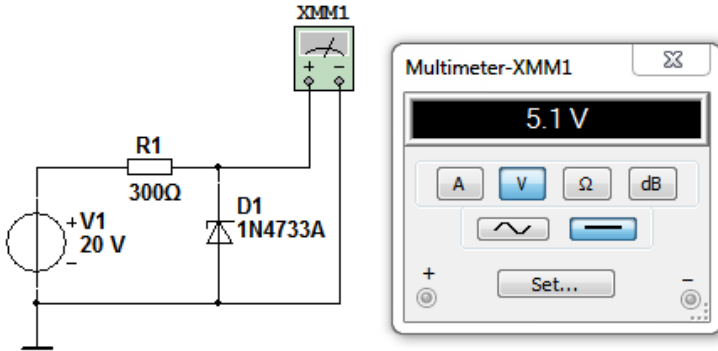 XMM1
+ −
R1
300Ω
D1
1N4733A
+
V1
20 V
−
Multimeter-XMM1
5.1 V
A V Ω dB
+ Set... −